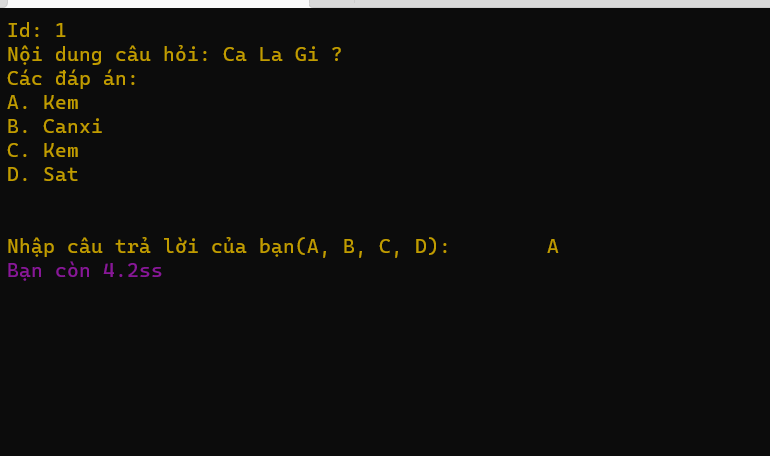 Id: 1
Nội dung câu hỏi: Ca La Gi ?
Các đáp án:
A. Kem
B. Canxi
C. Kem
D. Sat
Nhập câu trả lời của bạn(A, B, C, D): A
Bạn còn 4.2ss